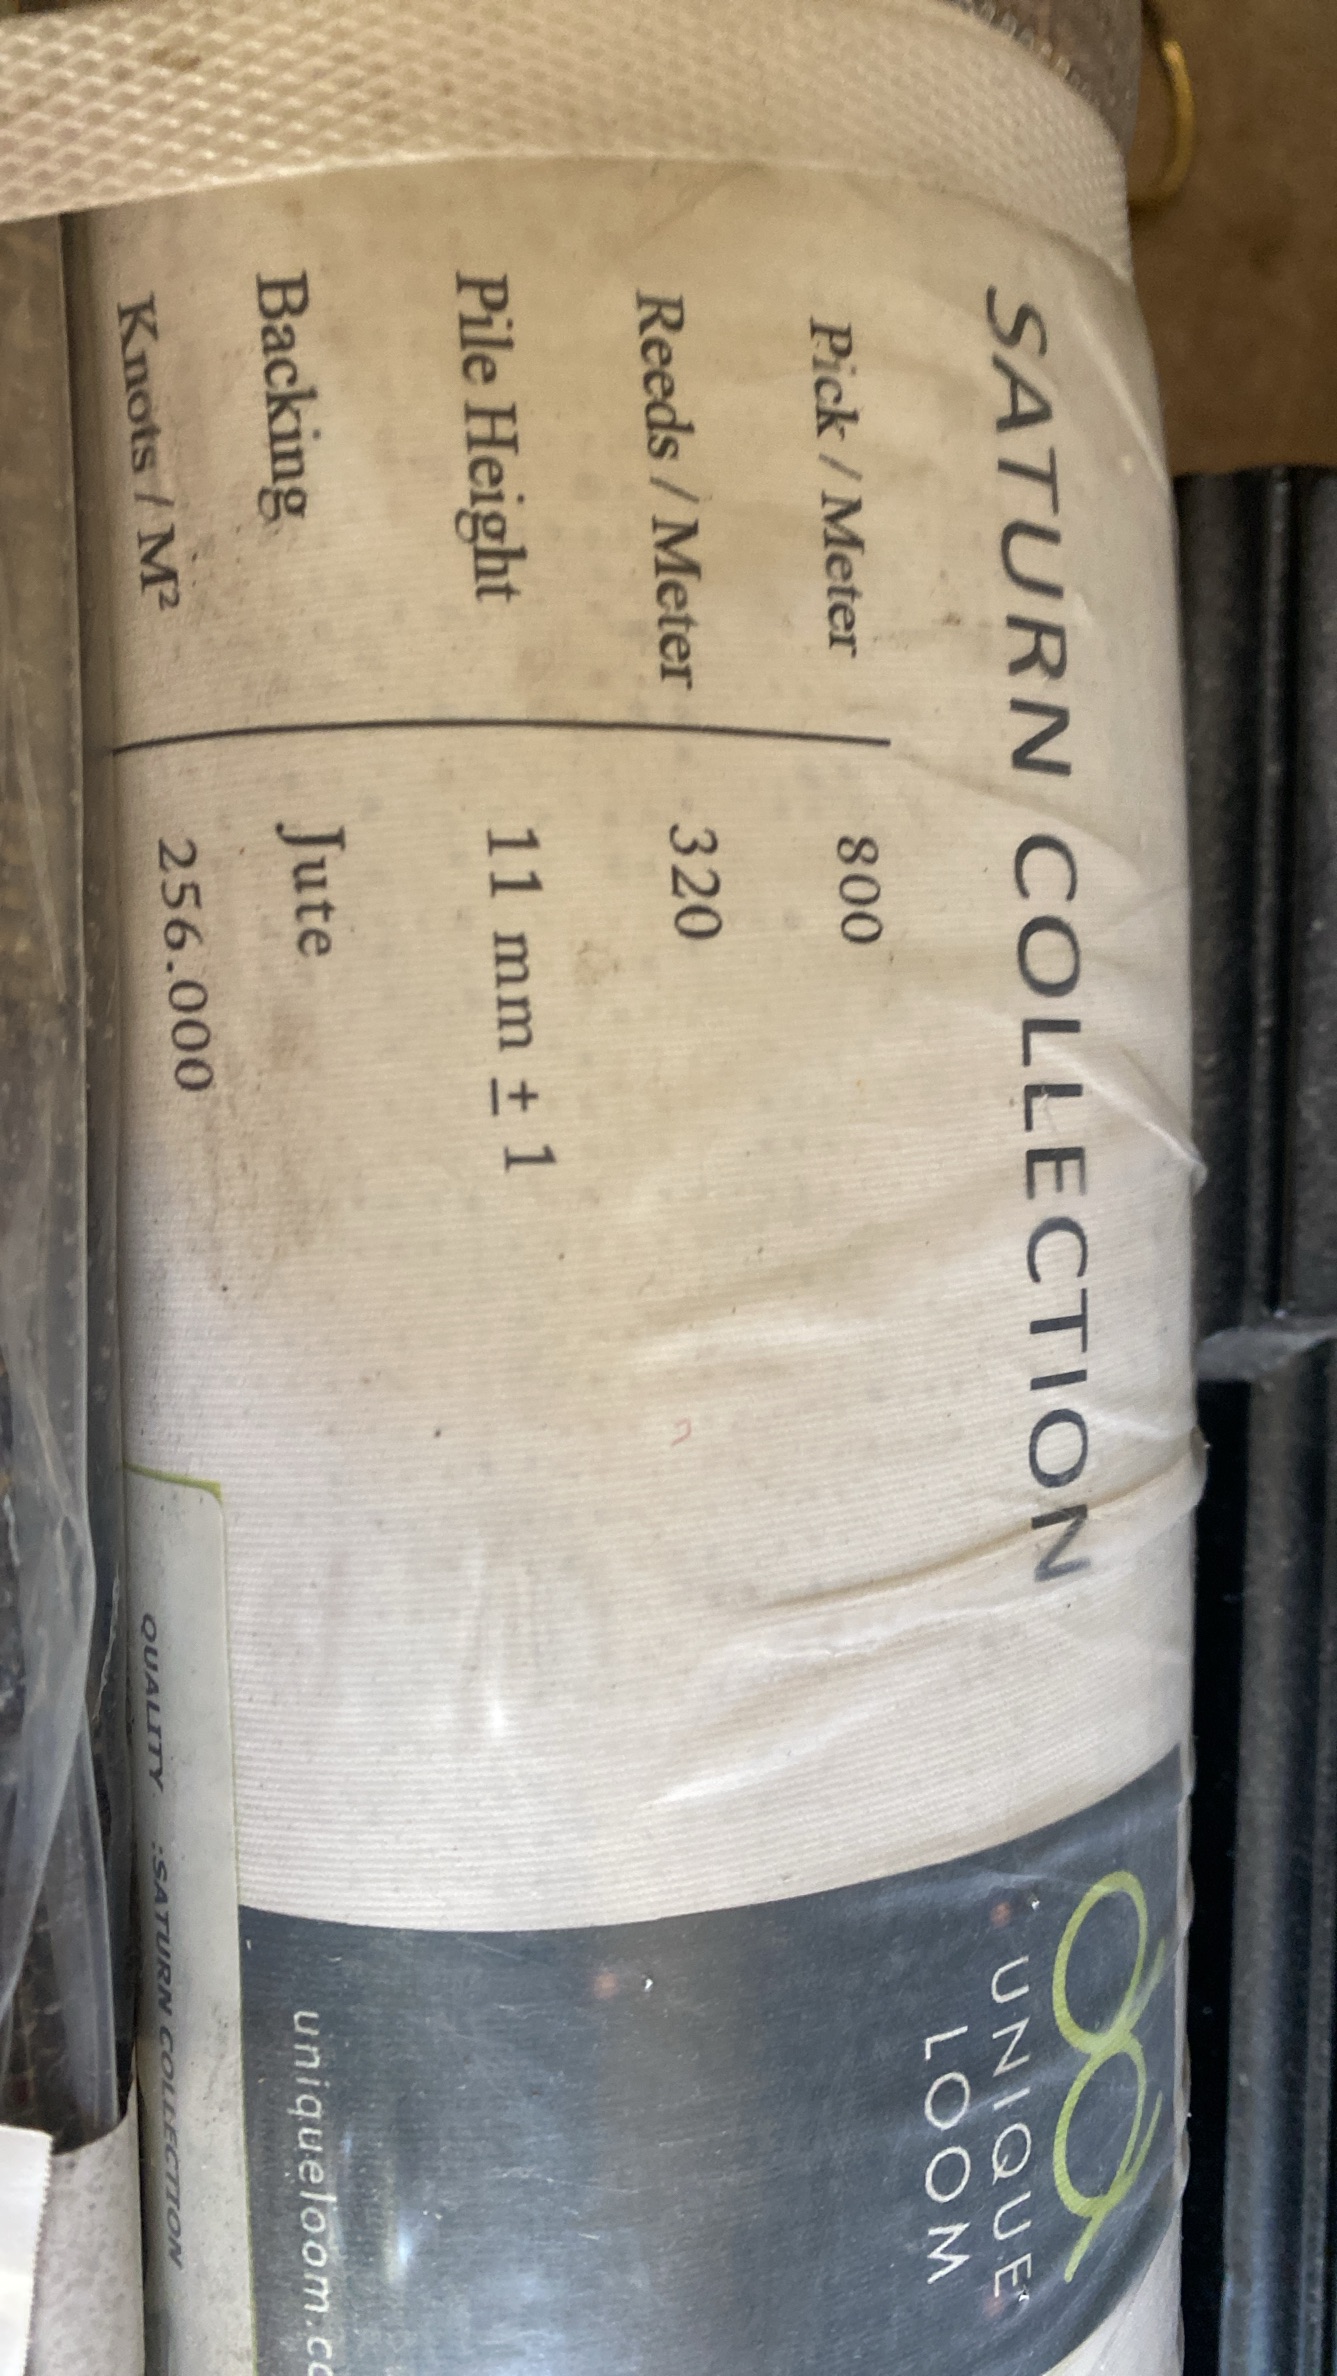 SATURN COLLECTION
Pick / Meter 800
Reeds / Meter 320
Pile Height 11 mm ± 1
Backing Jute
Knots / M² 256.000
UNIQUE
LOOM
uniqueloom.c
QUALITY :SATURN COLLECTION